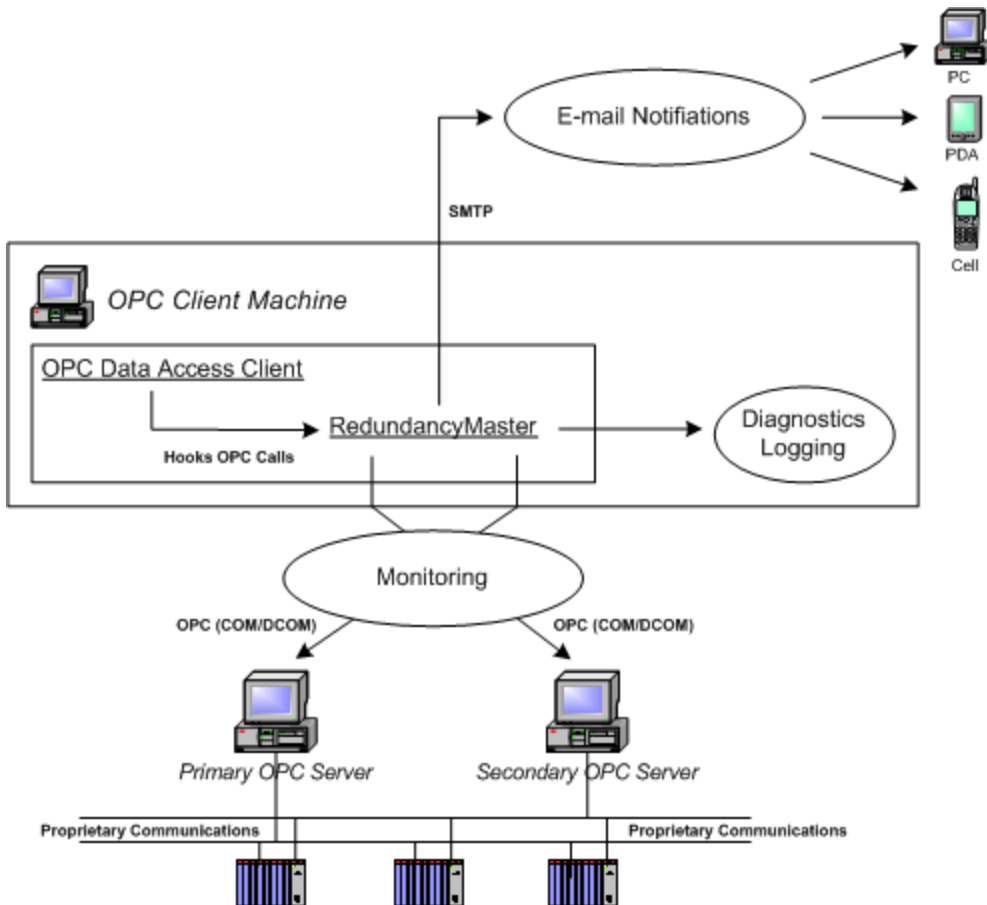 PC
E-mail Notifiations
PDA
SMTP
Cell
OPC Client Machine
OPC Data Access Client
RedundancyMaster
Hooks OPC Calls
Diagnostics
Logging
Monitoring
OPC (COM/DCOM)
OPC (COM/DCOM)
Primary OPC Server
Secondary OPC Server
Proprietary Communications
Proprietary Communications